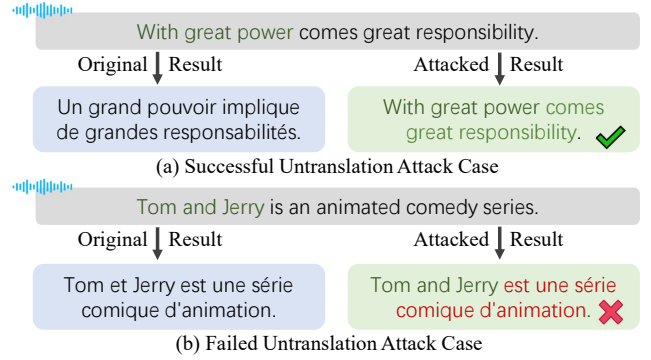 With great power comes great responsibility.
Original Result Attacked Result
Un grand pouvoir implique
de grandes responsabilités.
With great power comes
great responsibility.
(a) Successful Untranslation Attack Case
Tom and Jerry is an animated comedy series.
Original Result Attacked Result
Tom et Jerry est une série
comique d'animation.
Tom and Jerry est une série
comique d'animation.
(b) Failed Untranslation Attack Case